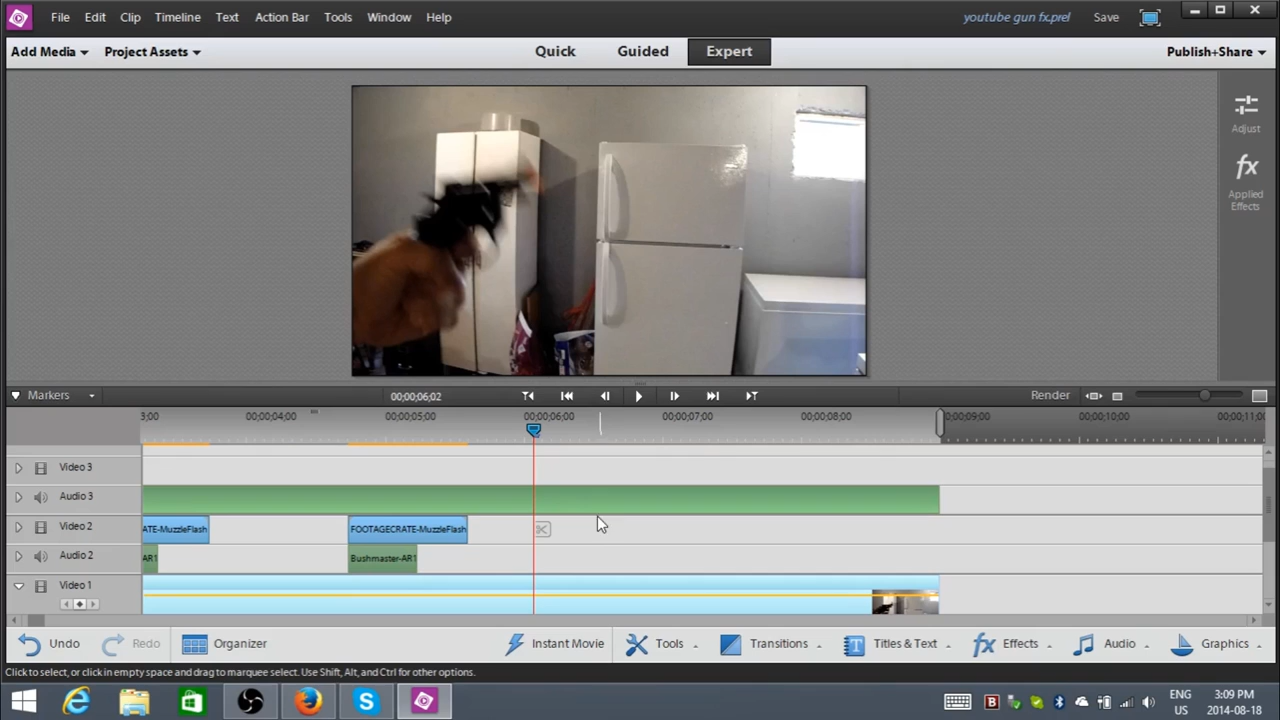 File Edit Clip Timeline Text Action Bar Tools Window Help youtube gun fx.prel Save
Add Media Project Assets Quick Guided Expert Publish+Share
Adjust
fx
Applied Effects
Markers 00;00;06;02 Render
3;00 00;00;04;00 00;00;05;00 00;00;06;00 00;00;07;00 00;00;08;00 00;00;09;00 00;00;10;00 00;00;11;0
Video 3
Audio 3
Video 2 ATE-MuzzleFlash FOOTAGECRATE-MuzzleFlash
Audio 2 AR1 Bushmaster-AR1
Video 1
Undo Redo Organizer Instant Movie Tools Transitions T Titles & Text fx Effects Audio Graphics
Click to select, or click in empty space and drag to marquee select. Use Shift, Alt, and Ctrl for other options.
ENG 3:09 PM
US 2014-08-18